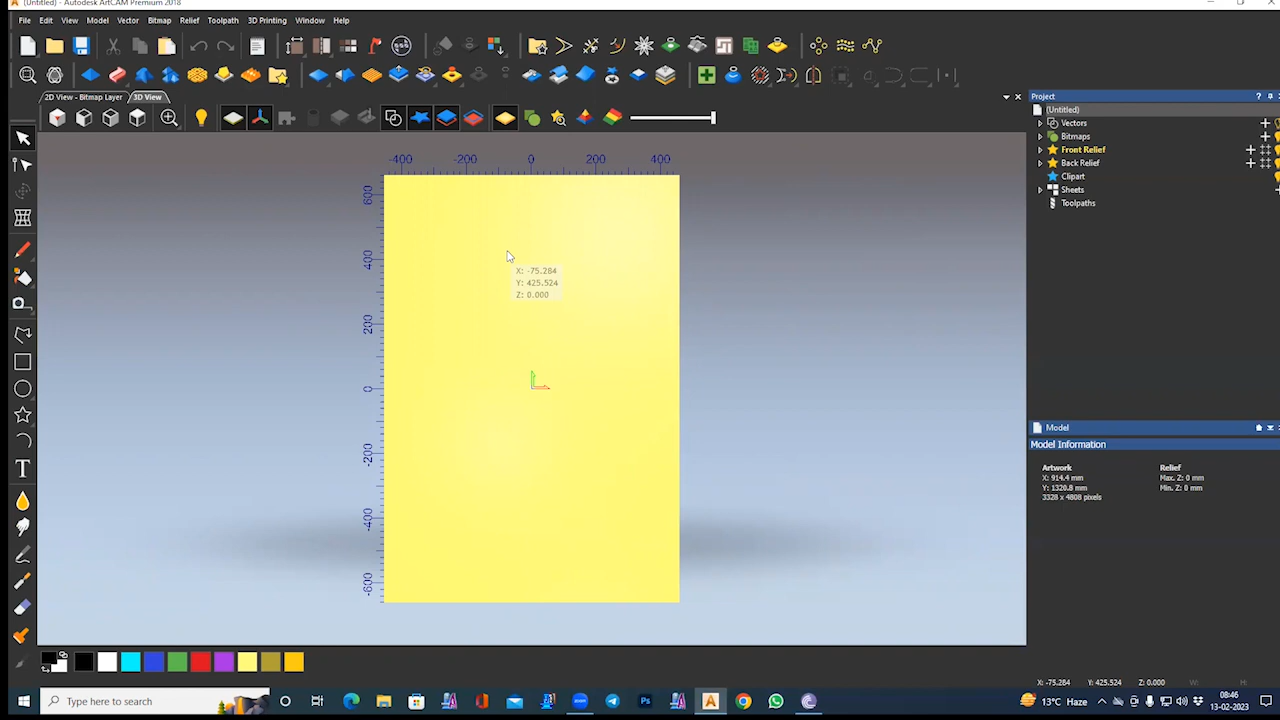 (Untitled) - Autodesk ArtCAM Premium 2018
File Edit View Model Vector Bitmap Relief Toolpath 3D Printing Window Help
2D View - Bitmap Layer 3D View
Project
(Untitled)
Vectors
Bitmaps
Front Relief
Back Relief
Clipart
Sheets
Toolpaths
-400 -200 0 200 400
600
400
200
0
-200
-400
-600
X: -75.284
Y: 425.524
Z: 0.000
Model
Model Information
Artwork
X: 914.4 mm
Y: 1320.8 mm
3328 x 4808 pixels
Relief
Max. Z: 0 mm
Min. Z: 0 mm
X: -75.284 Y: 425.524 Z: 0.000 W: H:
Type here to search
13°C Haze
08:46
13-02-2023